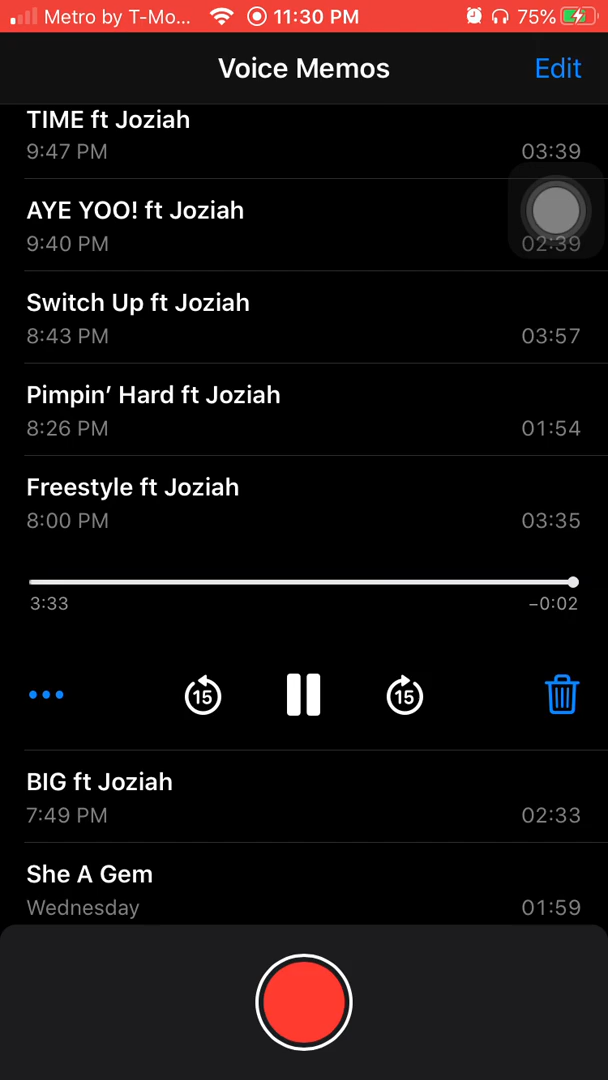 Metro by T-Mo... 11:30 PM 75%
Voice Memos Edit
TIME ft Joziah
9:47 PM 03:39
AYE YOO! ft Joziah
9:40 PM 02:39
Switch Up ft Joziah
8:43 PM 03:57
Pimpin’ Hard ft Joziah
8:26 PM 01:54
Freestyle ft Joziah
8:00 PM 03:35
3:33 –0:02
15 15
BIG ft Joziah
7:49 PM 02:33
She A Gem
Wednesday 01:59